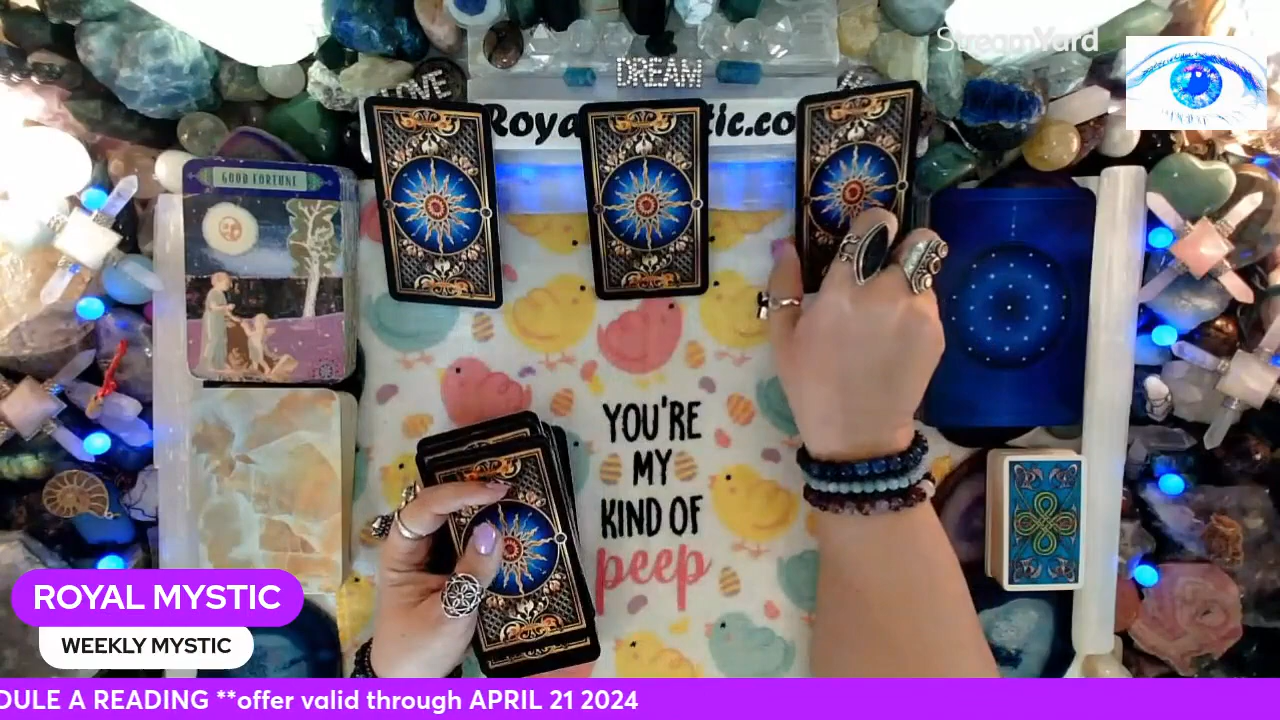 StreamYard
LOVE
DREAM
GOOD FORTUNE
YOU'RE
MY
KIND OF
peep
ROYAL MYSTIC
WEEKLY MYSTIC
A READING **offer valid through APRIL 21 2024